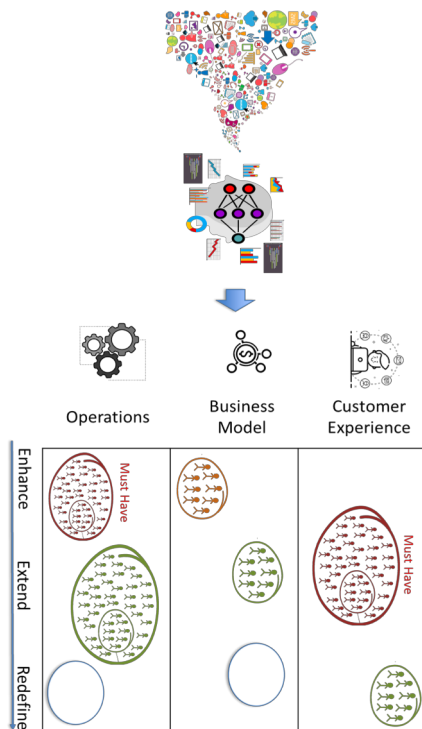 Operations
Business
Model
Customer
Experience
Enhance
Must Have
Extend
Must Have
Redefine